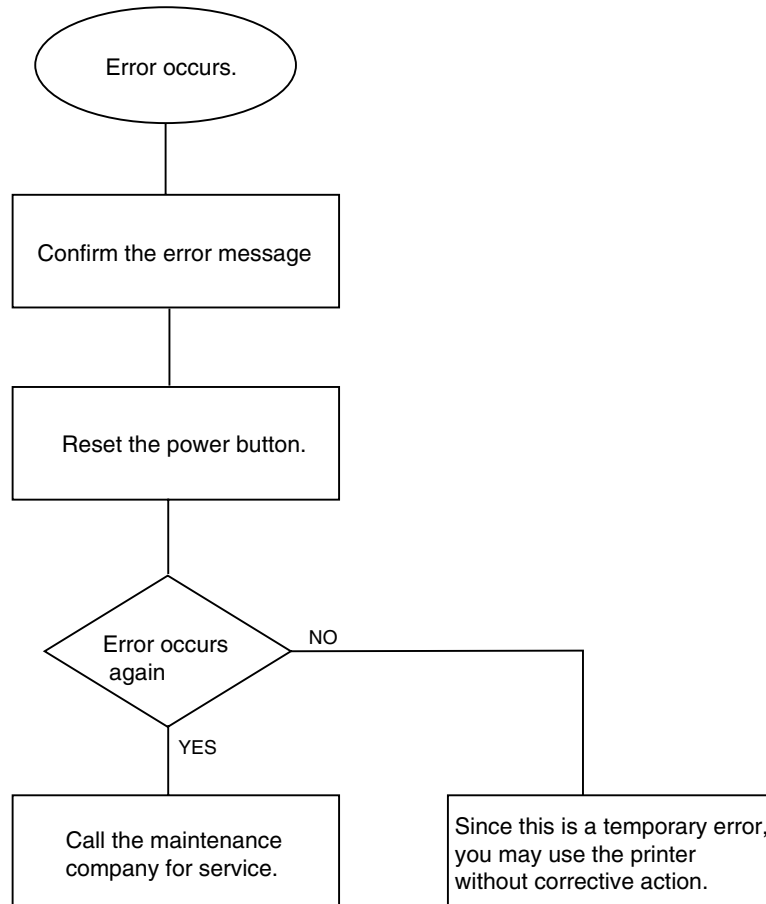 Error occurs.
Confirm the error message
Reset the power button.
Error occurs
again
NO
YES
Call the maintenance
company for service.
Since this is a temporary error,
you may use the printer
without corrective action.